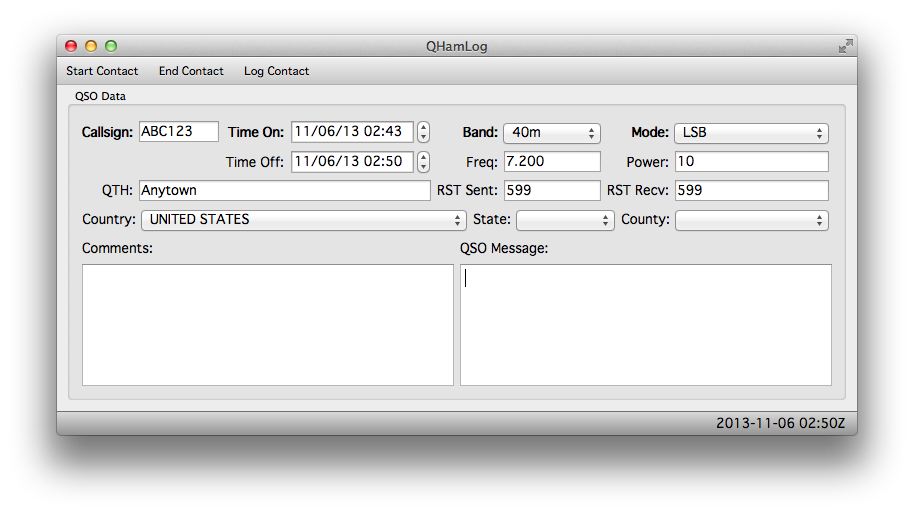 QHamLog
Start Contact End Contact Log Contact
QSO Data
Callsign: ABC123 Time On: 11/06/13 02:43 Band: 40m Mode: LSB
Time Off: 11/06/13 02:50 Freq: 7.200 Power: 10
QTH: Anytown RST Sent: 599 RST Recv: 599
Country: UNITED STATES State: County:
Comments: QSO Message:
2013-11-06 02:50Z